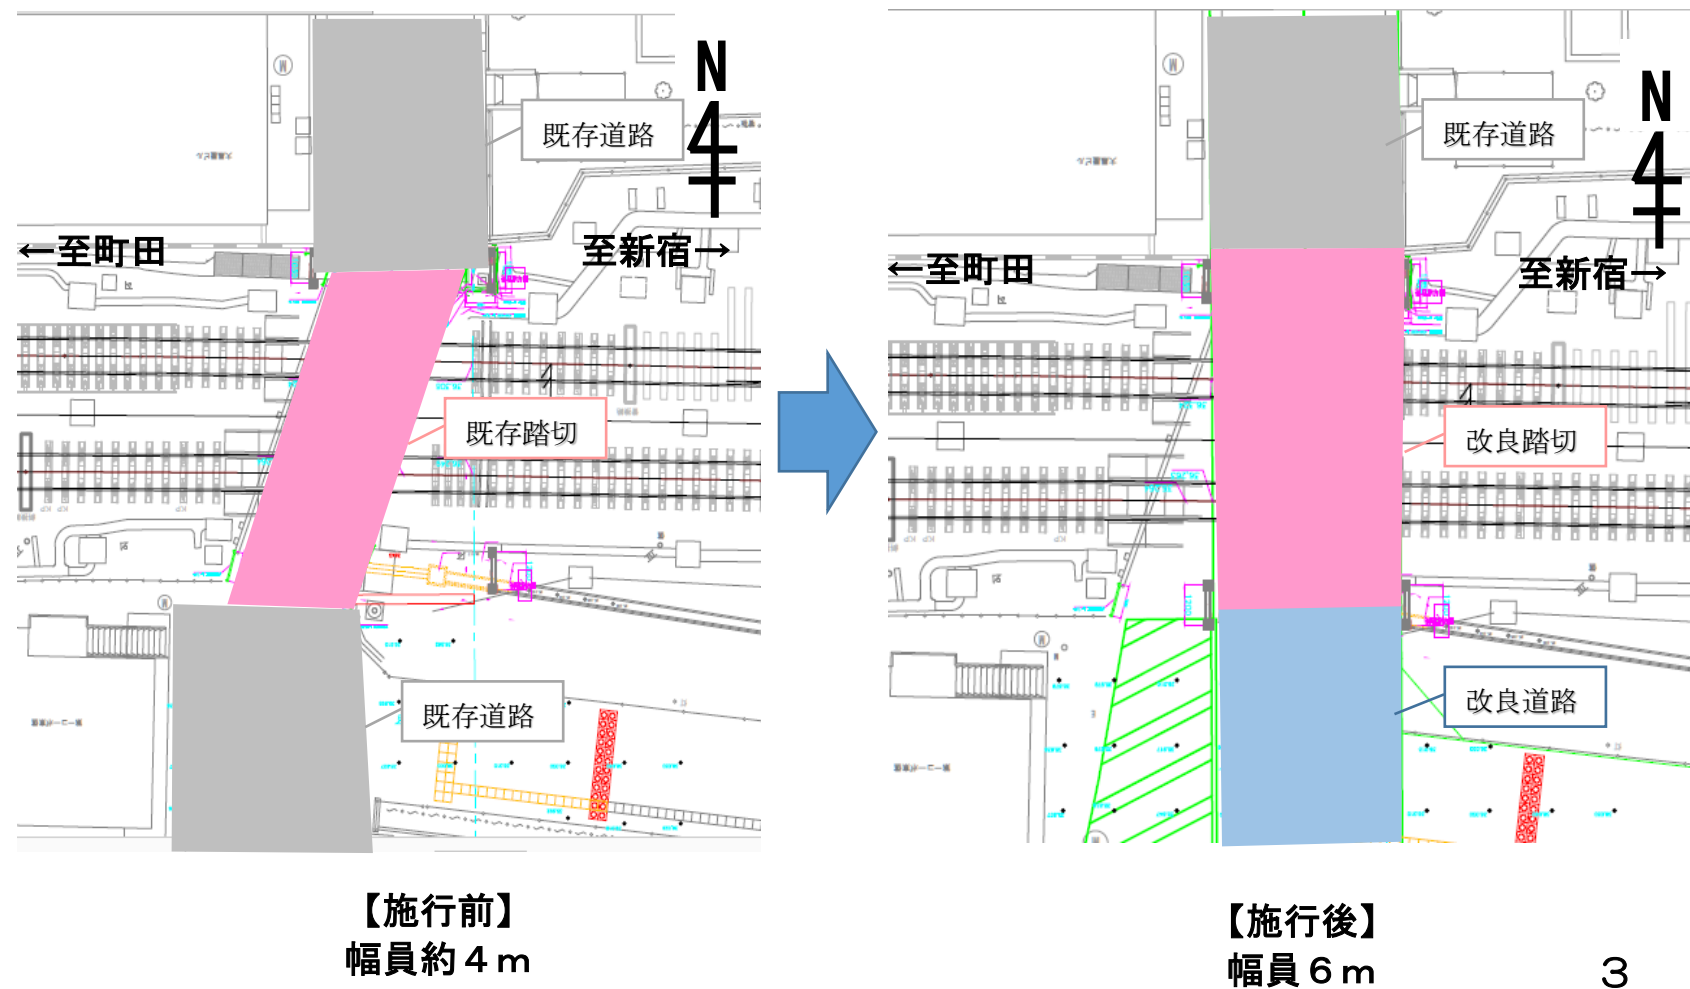 N
既存道路
←至町田
至新宿→
既存踏切
既存道路
【施行前】
幅員約４ｍ
N
既存道路
←至町田
至新宿→
改良踏切
改良道路
【施行後】
幅員６ｍ
3